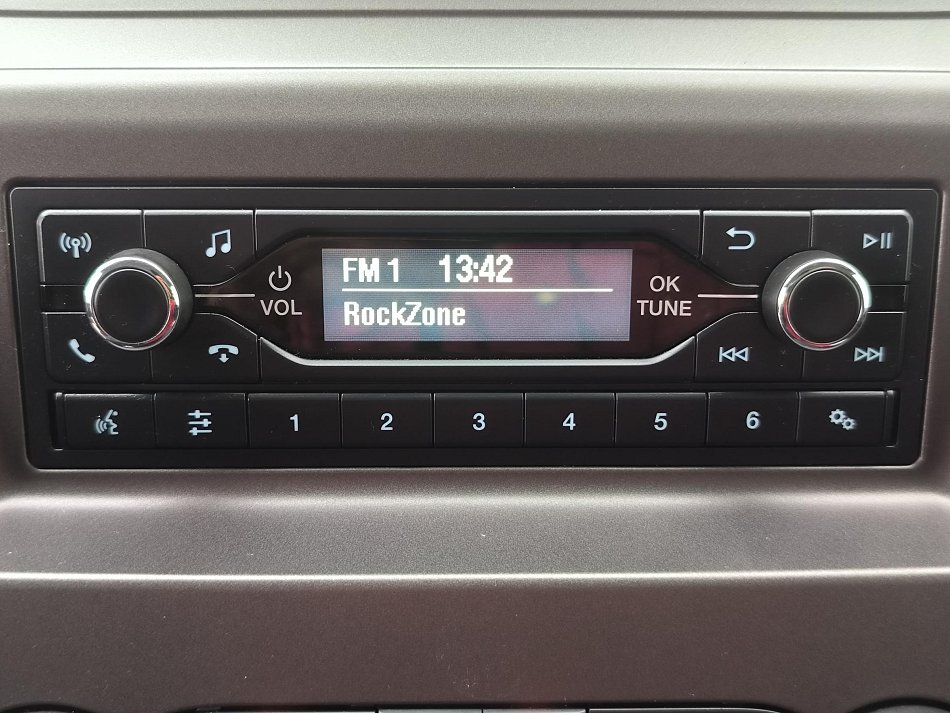 FM 1 13:42
RockZone
VOL
OK
TUNE
1 2 3 4 5 6